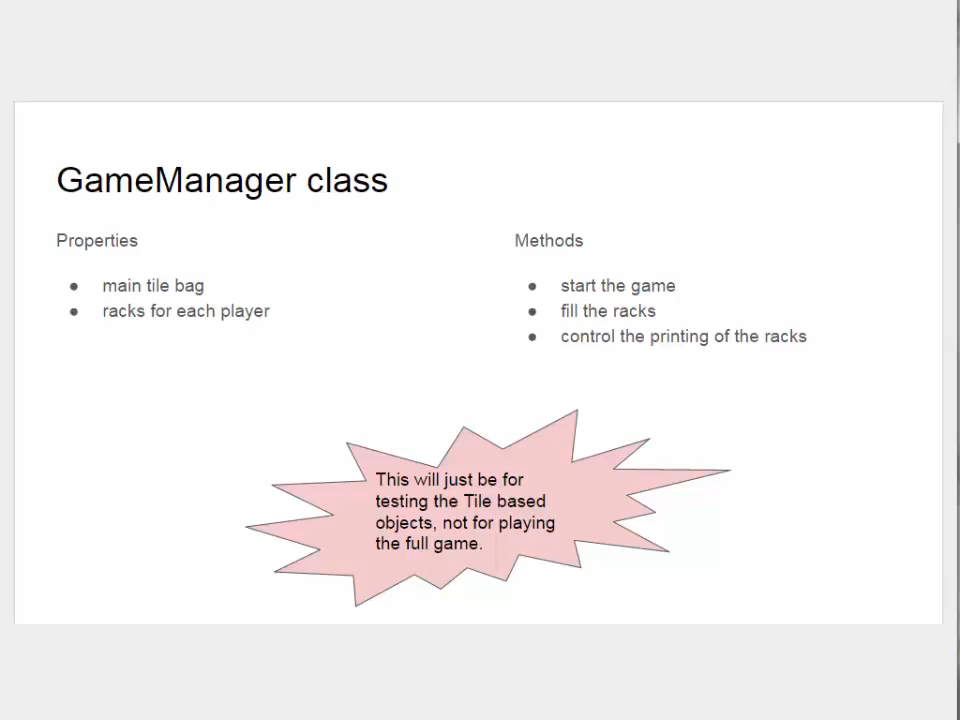 GameManager class
Properties
● main tile bag
● racks for each player
Methods
● start the game
● fill the racks
● control the printing of the racks
This will just be for
testing the Tile based
objects, not for playing
the full game.